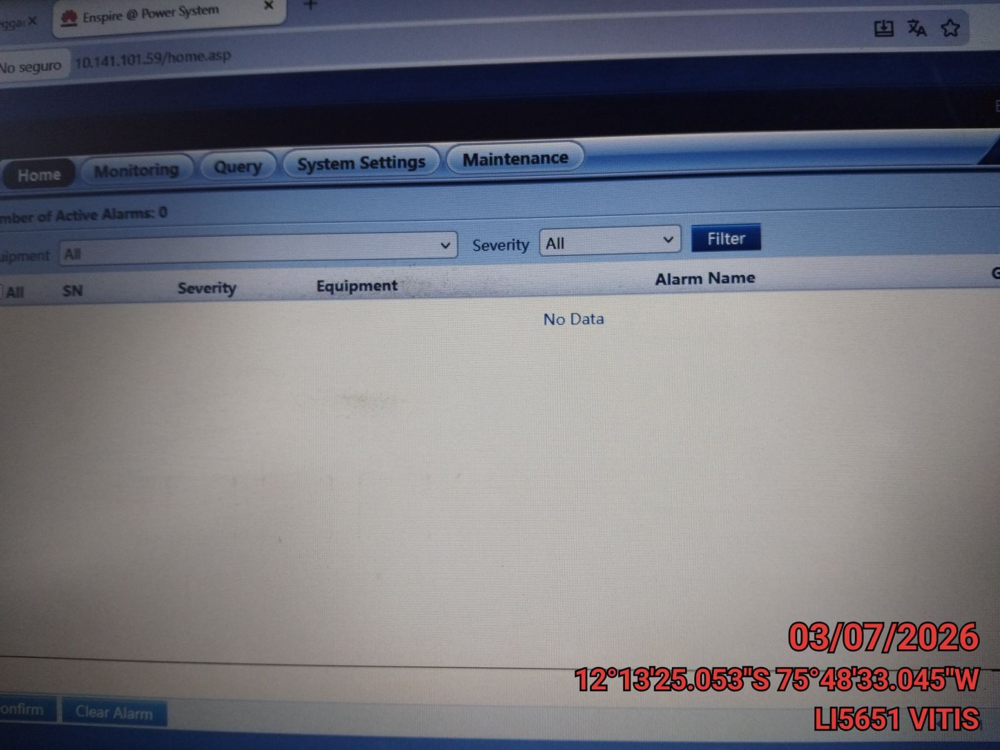 Enspire @ Power System
No seguro 10.141.101.59/home.asp
Home Monitoring Query System Settings Maintenance
mber of Active Alarms: 0
uipment All Severity All Filter
All SN Severity Equipment Alarm Name G
No Data
onfirm Clear Alarm
03/07/2026
12°13'25.053"S 75°48'33.045"W
LI5651 VITIS